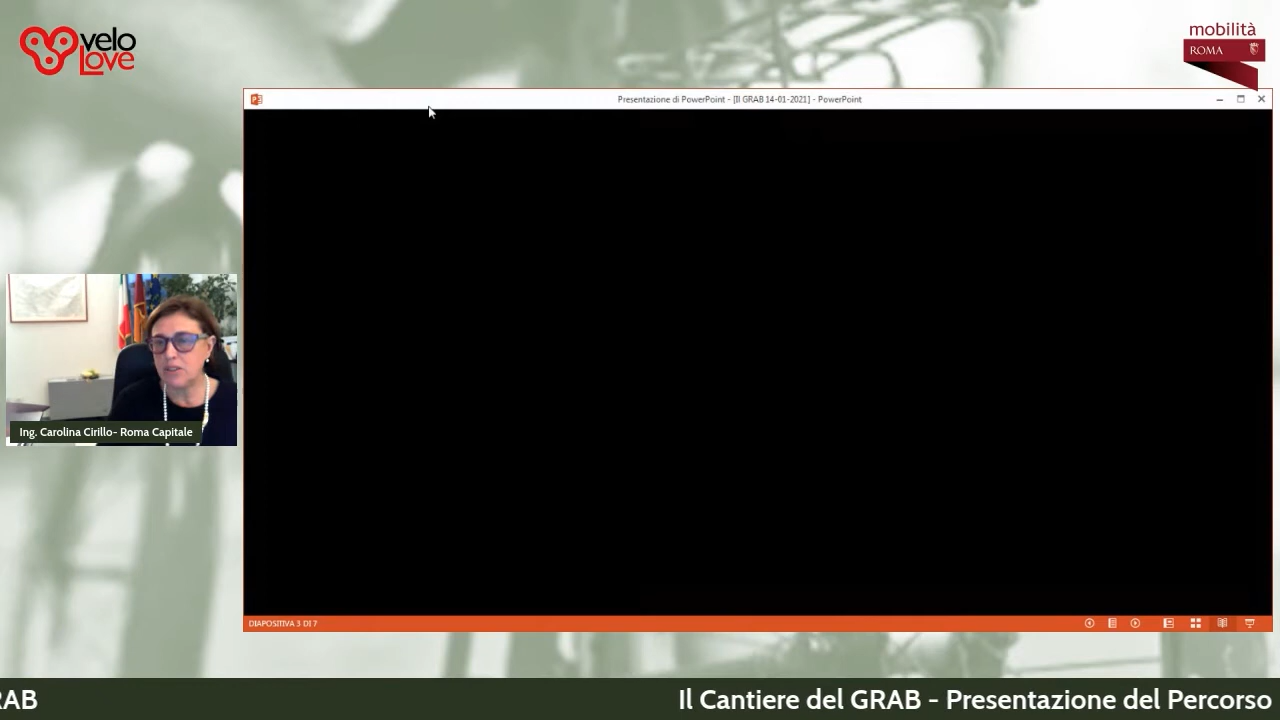 velo
Love
mobilità
ROMA
Presentazione di PowerPoint - [Il GRAB 14-01-2021] - PowerPoint
Ing. Carolina Cirillo- Roma Capitale
DIAPOSITIVA 3 DI 7
RAB
Il Cantiere del GRAB - Presentazione del Percorso